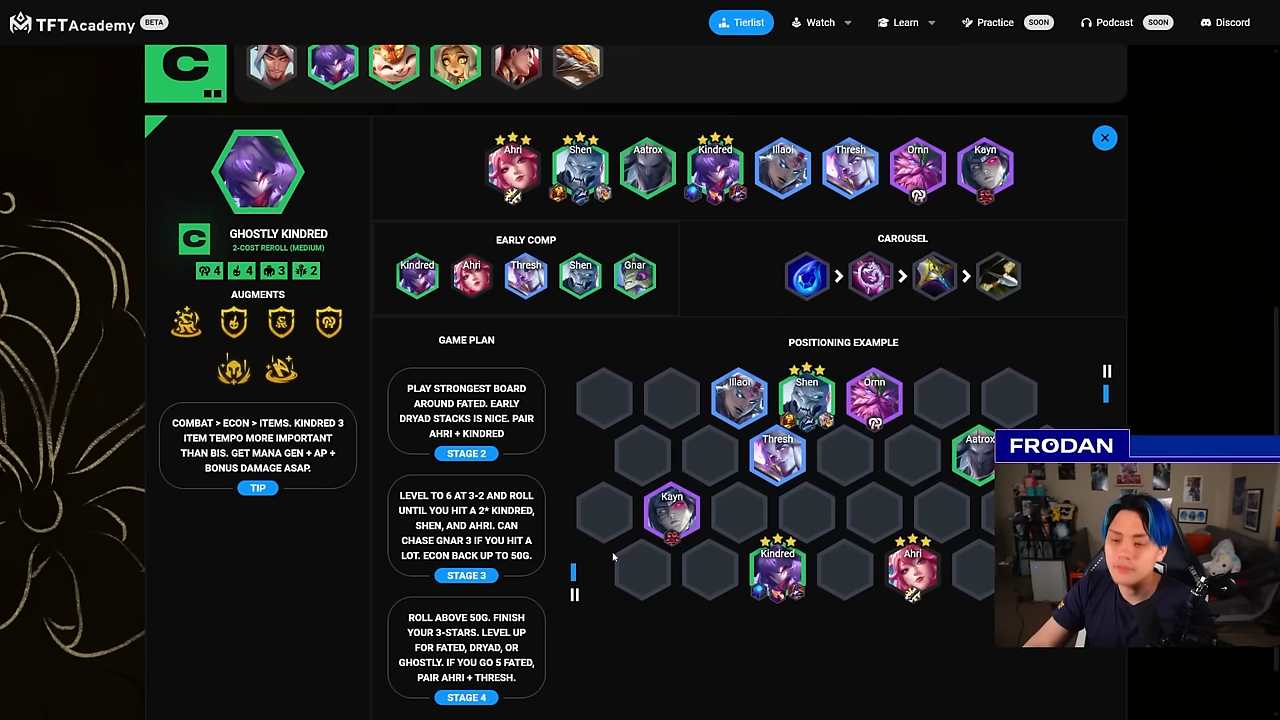 TFTAcademy BETA
Tierlist
Watch
Learn
Practice SOON
Podcast SOON
Discord
C
Ahri
Shen
Aatrox
Kindred
Illaoi
Thresh
Ornn
Kayn
C
GHOSTLY KINDRED
2-COST REROLL (MEDIUM)
4
4
3
2
AUGMENTS
COMBAT > ECON > ITEMS. KINDRED 3
ITEM TEMPO MORE IMPORTANT
THAN BIS. GET MANA GEN + AP +
BONUS DAMAGE ASAP.
TIP
EARLY COMP
Kindred
Ahri
Thresh
Shen
Gnar
CAROUSEL
GAME PLAN
PLAY STRONGEST BOARD
AROUND FATED. EARLY
DRYAD STACKS IS NICE. PAIR
AHRI + KINDRED
STAGE 2
LEVEL TO 6 AT 3-2 AND ROLL
UNTIL YOU HIT A 2* KINDRED,
SHEN, AND AHRI. CAN
CHASE GNAR 3 IF YOU HIT A
LOT. ECON BACK UP TO 50G.
STAGE 3
ROLL ABOVE 50G. FINISH
YOUR 3-STARS. LEVEL UP
FOR FATED, DRYAD, OR
GHOSTLY. IF YOU GO 5 FATED,
PAIR AHRI + THRESH.
STAGE 4
POSITIONING EXAMPLE
Illaoi
Shen
Ornn
Thresh
Aatrox
Kayn
Kindred
Ahri
FRODAN